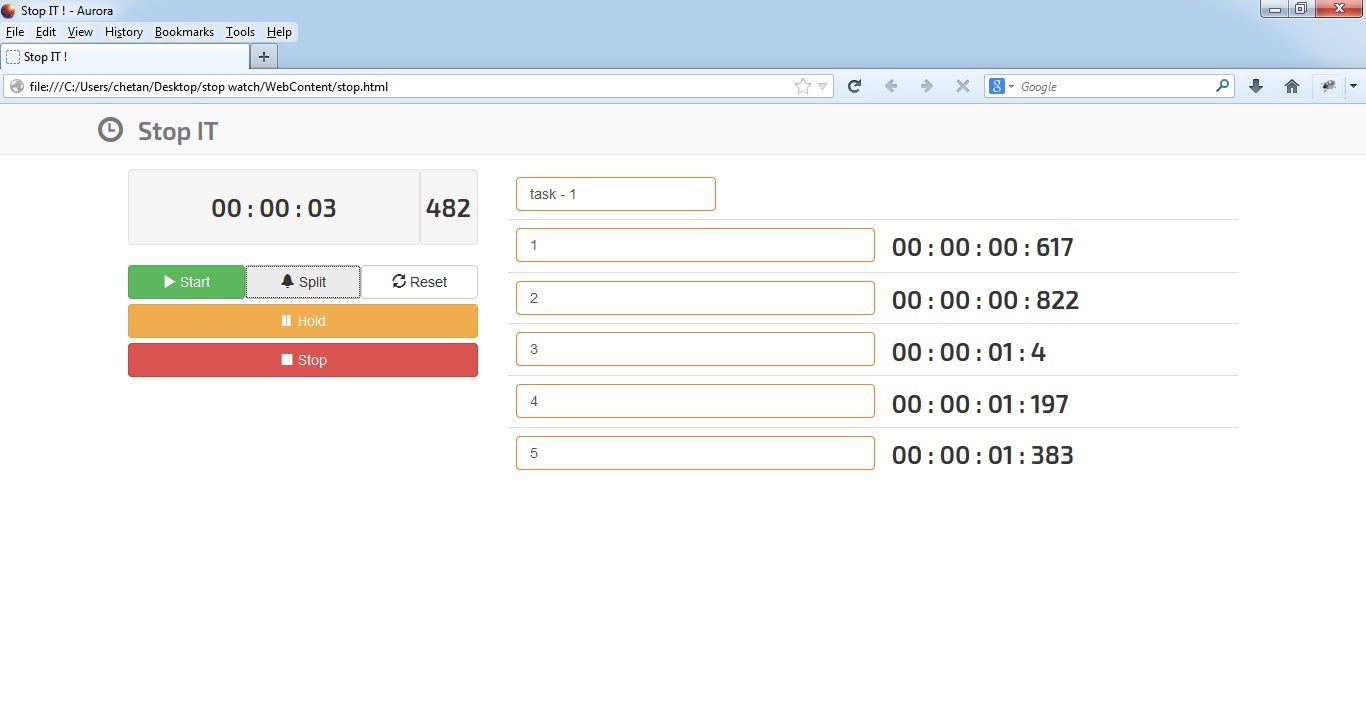 Stop IT ! - Aurora
File Edit View History Bookmarks Tools Help
Stop IT !
file:///C:/Users/chetan/Desktop/stop watch/WebContent/stop.html
Google
Stop IT
00 : 00 : 03 482
Start Split Reset
Hold
Stop
task - 1
1 00 : 00 : 00 : 617
2 00 : 00 : 00 : 822
3 00 : 00 : 01 : 4
4 00 : 00 : 01 : 197
5 00 : 00 : 01 : 383